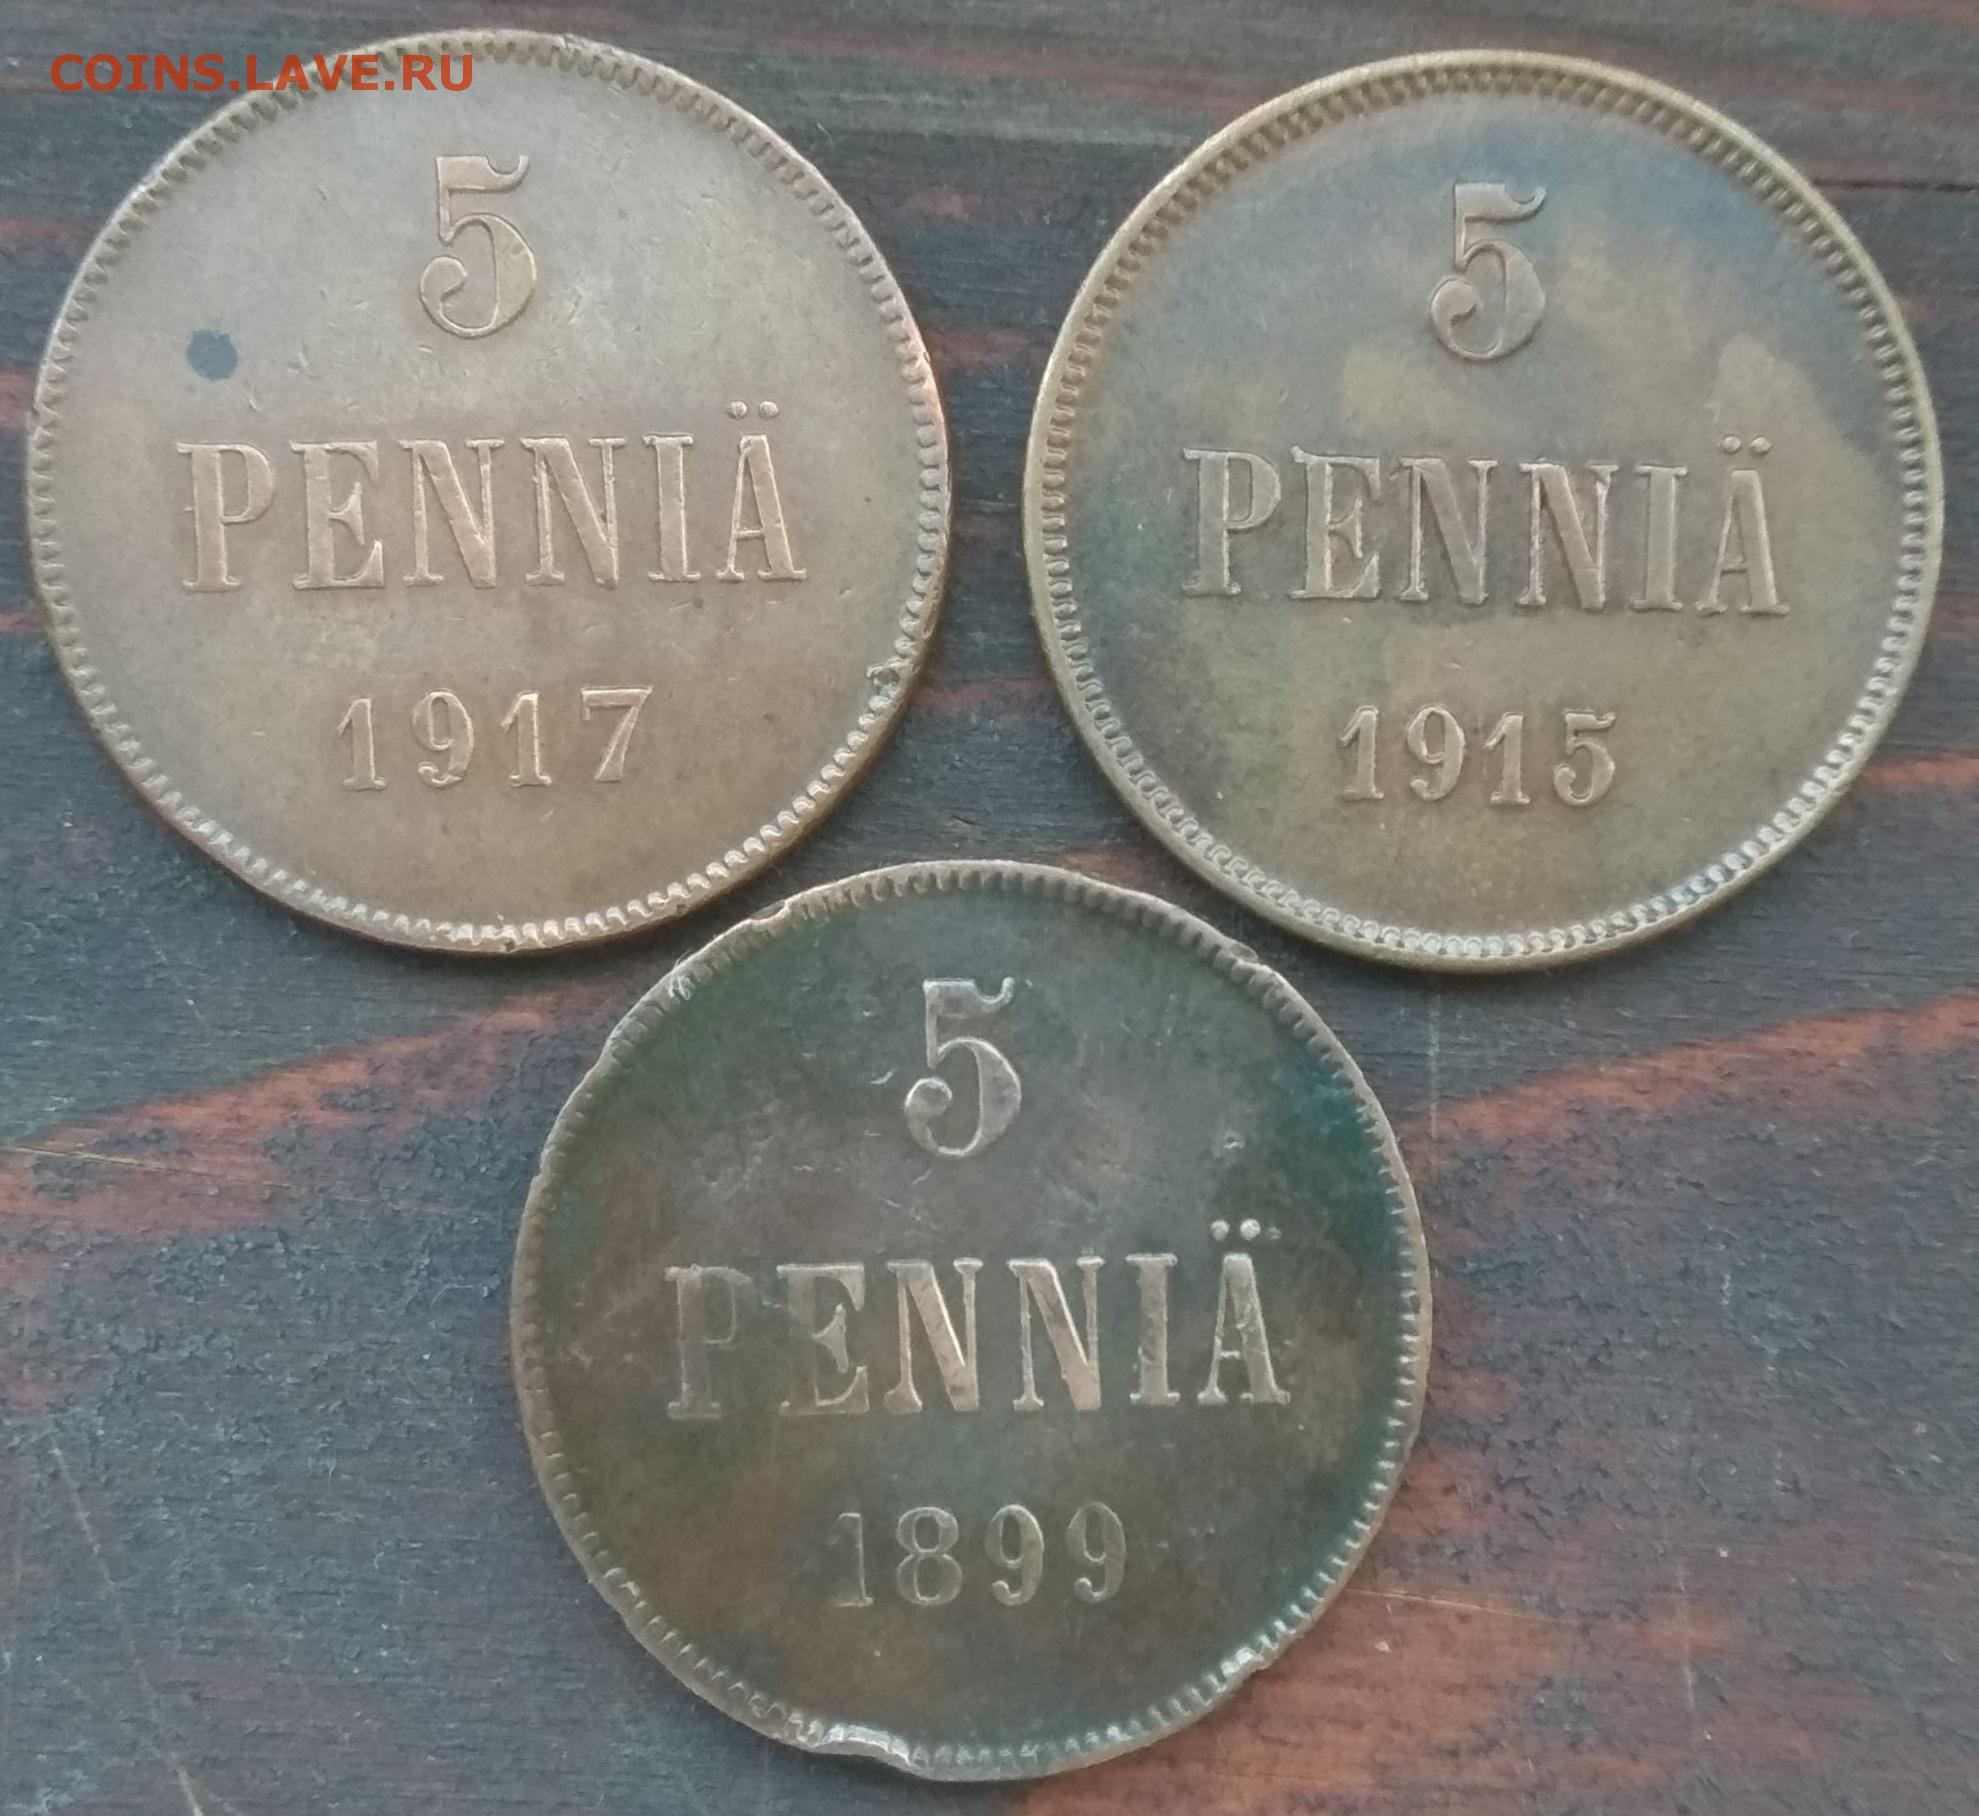 COINS.LAVE.RU
5
PENNIÄ
1917
5
PENNIÄ
1915
5
PENNIÄ
1899